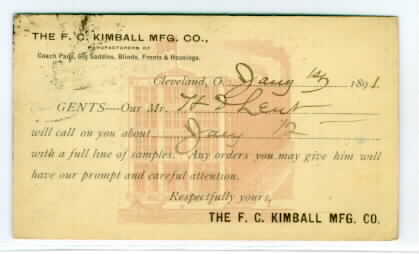 THE F. C. KIMBALL MFG. CO.,
MANUFACTURERS OF
Coach Pads, Gig Saddles, Blinds, Fronts & Housings.
Cleveland, O. Jany 1891.
GENTS—Our Mr. Lent
will call on you about Jany 12
with a full line of samples. Any orders you may give him will
have our prompt and careful attention.
Respectfully yours,
THE F. C. KIMBALL MFG. CO.